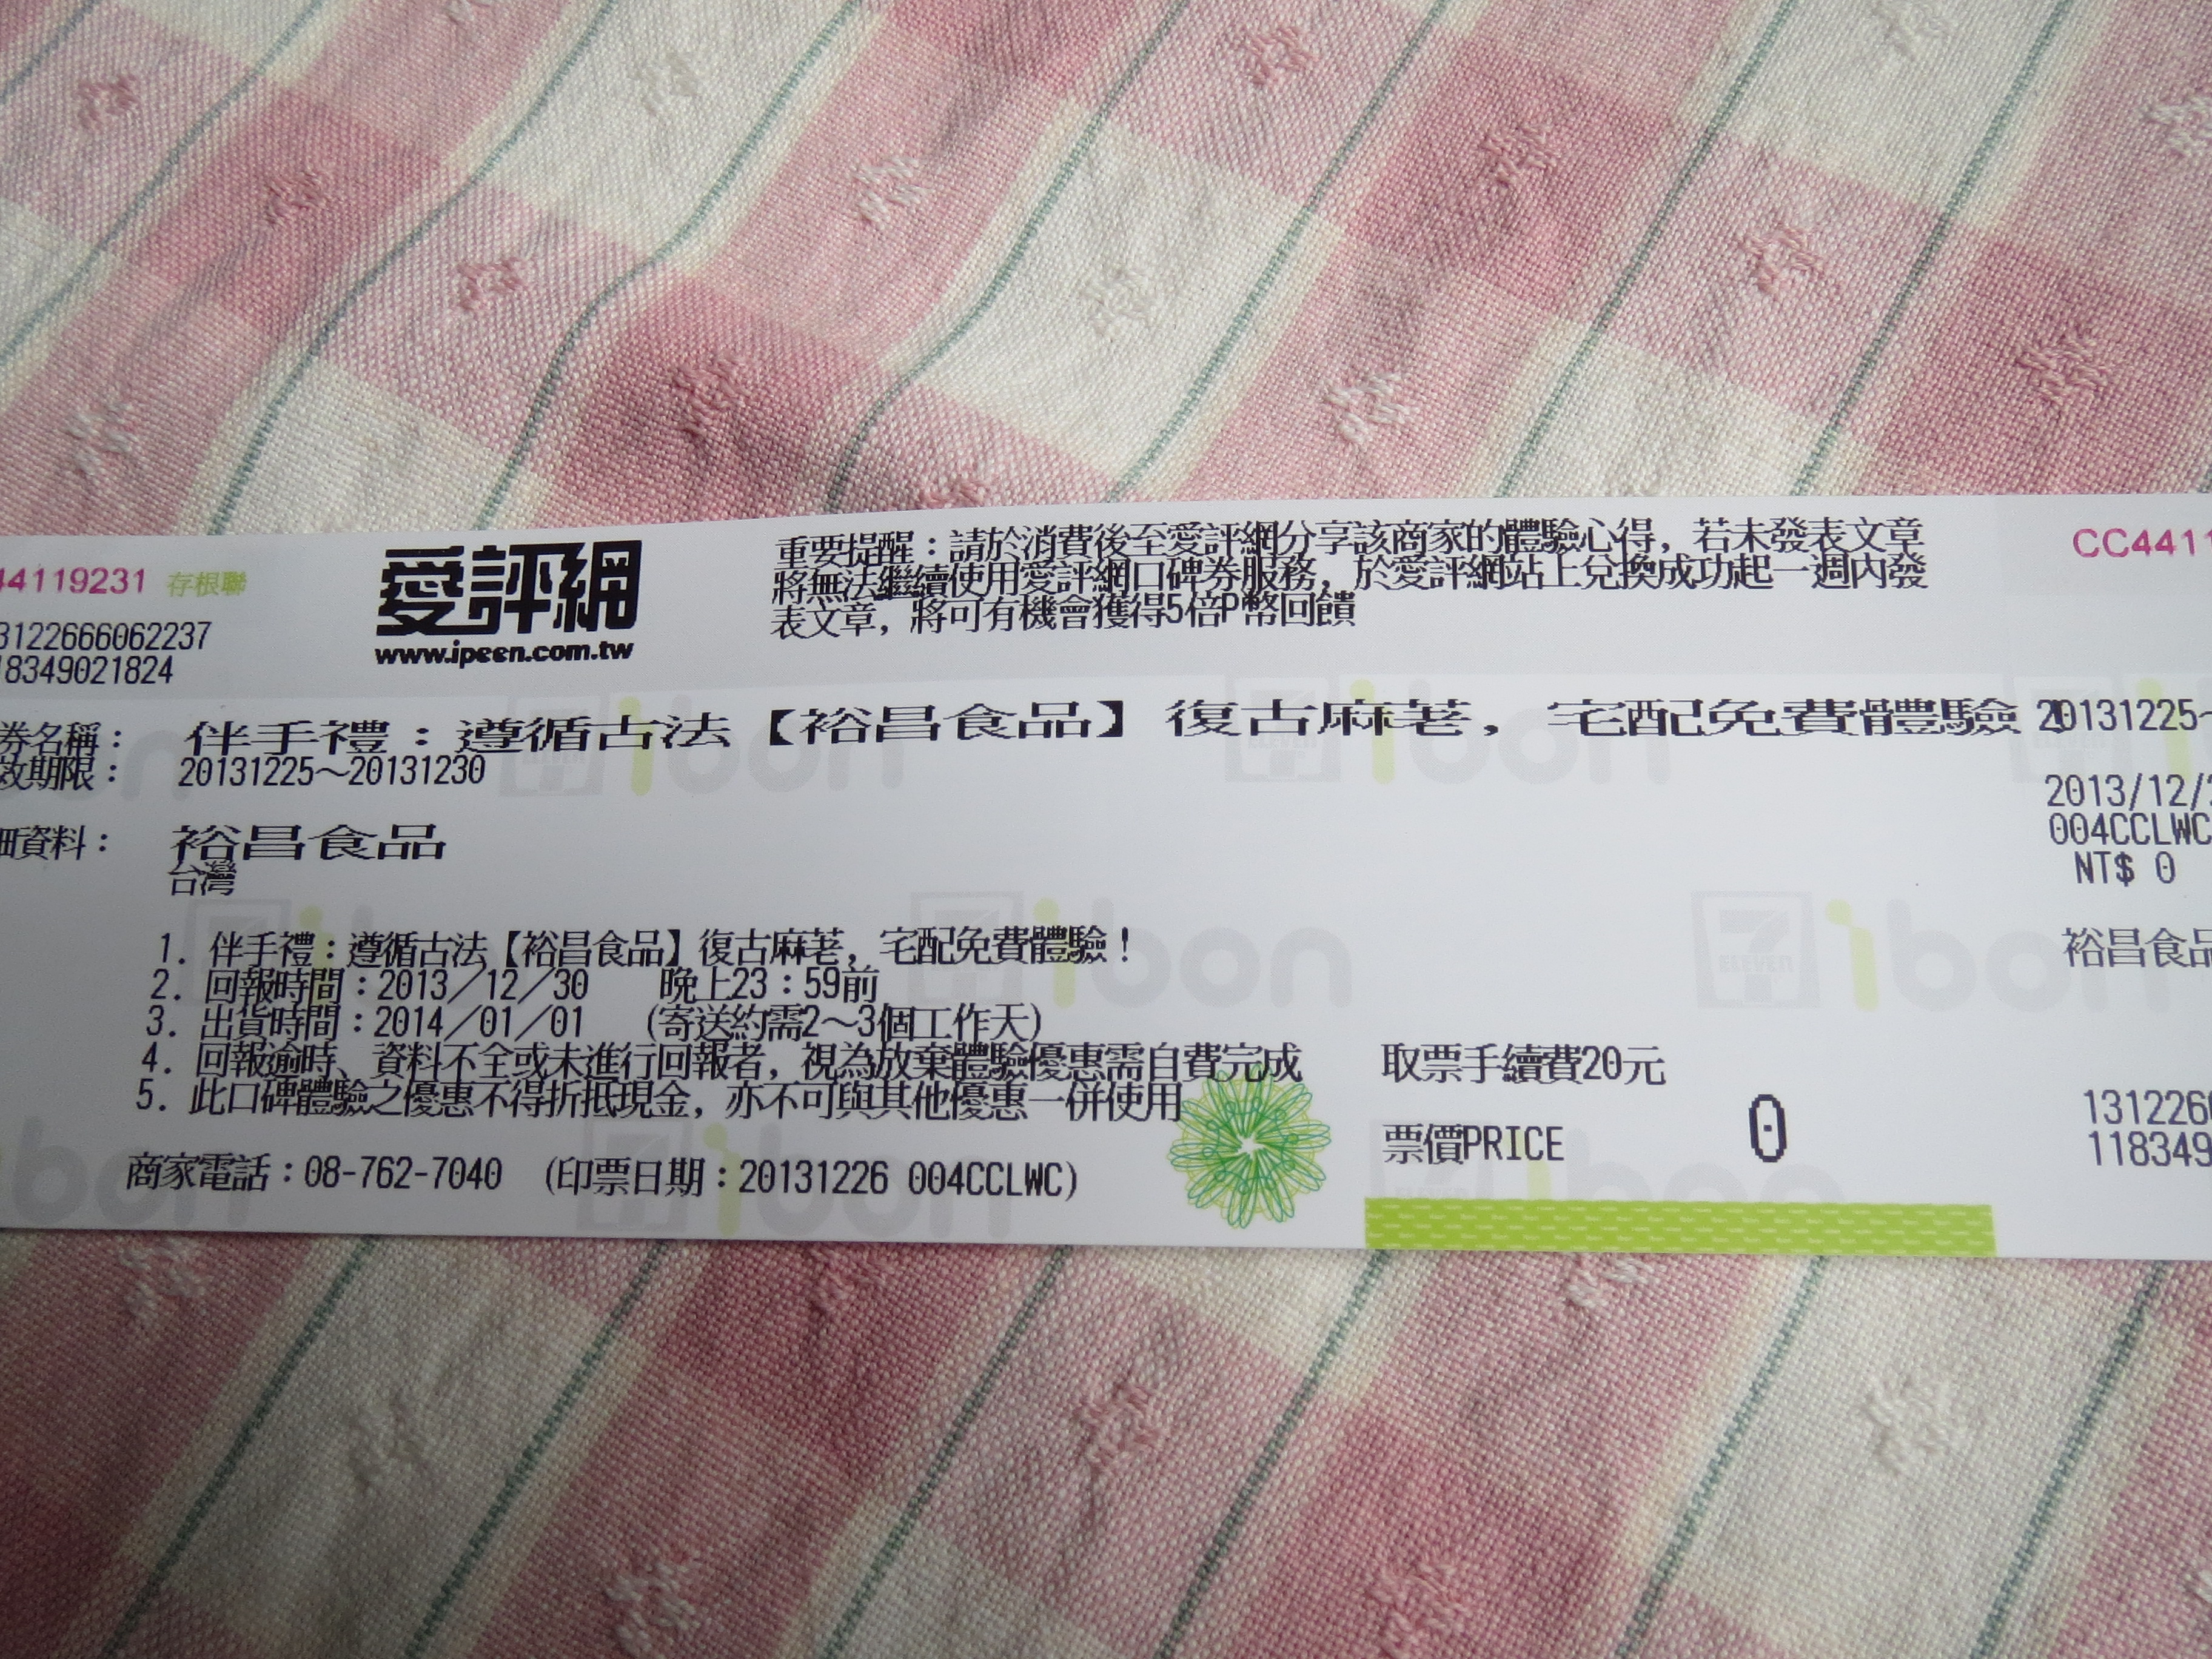 44119231 存根聯
3122666062237
18349021824
愛評網
www.ipeen.com.tw
重要提醒：請於消費後至愛評網分享該商家的體驗心得，若未發表文章
將無法繼續使用愛評網口碑券服務，於愛評網站上兌換成功起一週內發
表文章，將可有機會獲得5倍P幣回饋
券名稱： 伴手禮：遵循古法【裕昌食品】復古麻荖，宅配免費體驗！
效期限： 20131225～20131230
細資料： 裕昌食品
台灣
1. 伴手禮：遵循古法【裕昌食品】復古麻荖，宅配免費體驗！
2. 回報時間：2013／12／30 晚上23：59前
3. 出貨時間：2014／01／01 (寄送約需2～3個工作天)
4. 回報逾時、資料不全或未進行回報者，視為放棄體驗優惠需自費完成
5. 此口碑體驗之優惠不得折抵現金，亦不可與其他優惠一併使用
商家電話：08-762-7040 (印票日期：20131226 004CCLWC)
取票手續費20元
票價PRICE 0
CC441
20131225-
2013/12/
004CCLWC
NT$ 0
裕昌食品
131226
118349
ibon
ibon
ibon
ibon
ibon
ibon